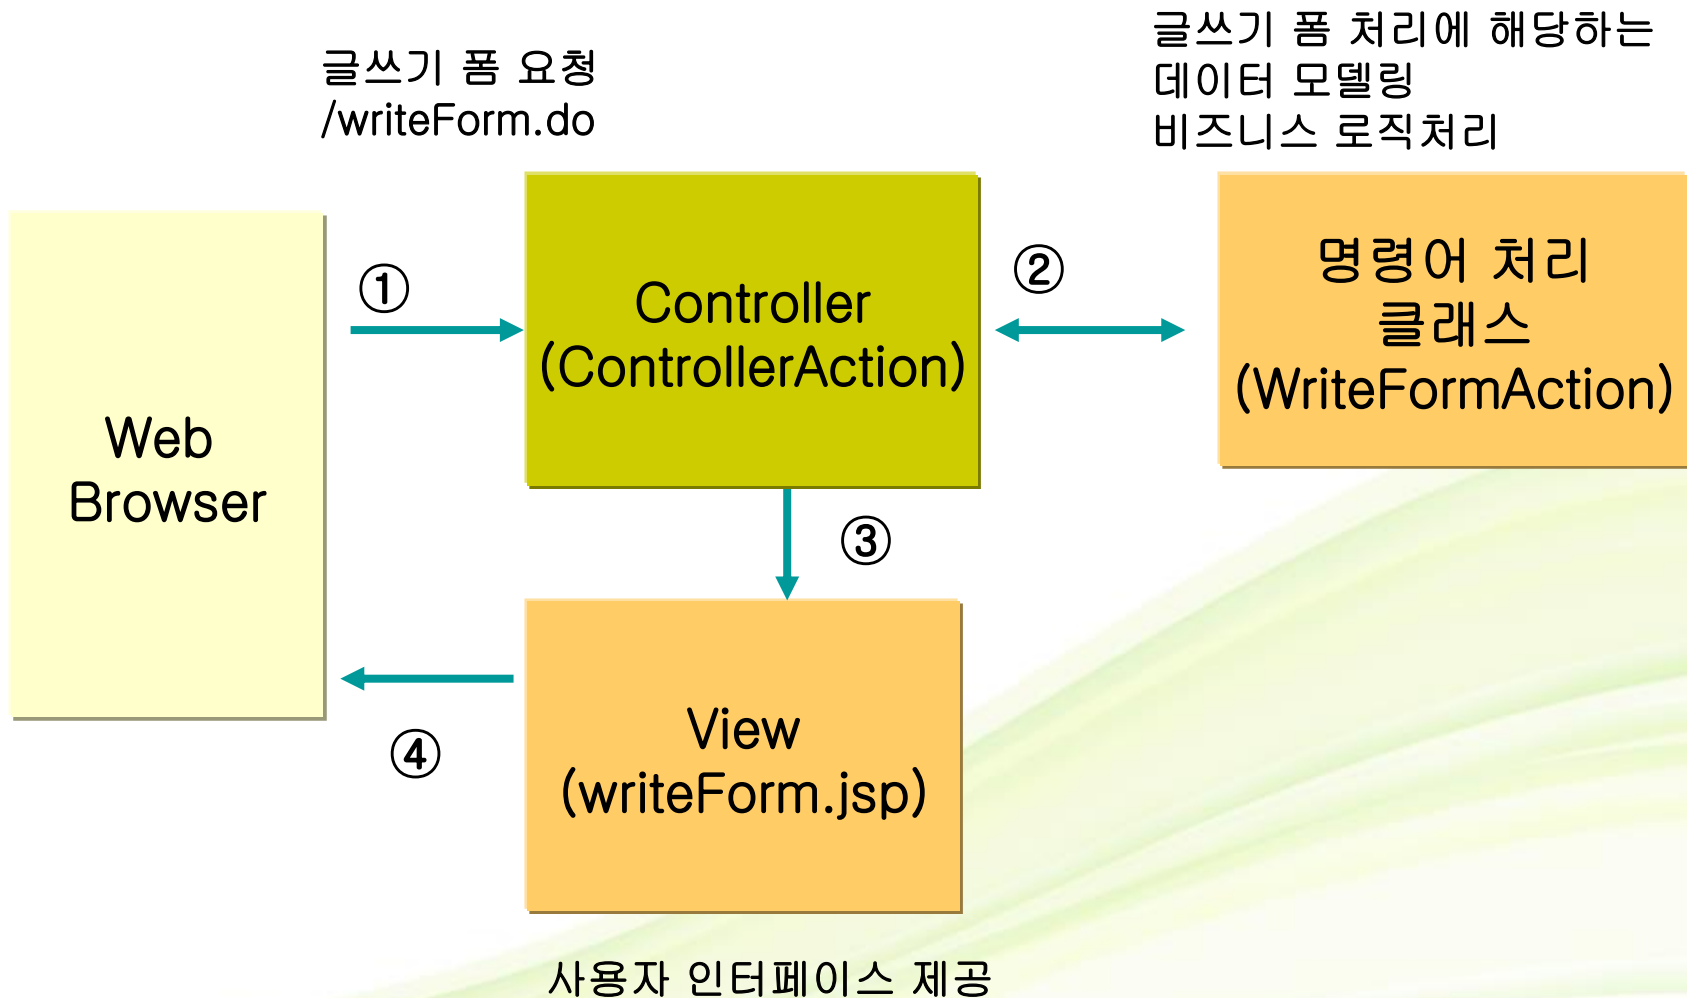 글쓰기 폼 요청
/writeForm.do
글쓰기 폼 처리에 해당하는
데이터 모델링
비즈니스 로직처리
Web
Browser
①
Controller
(ControllerAction)
②
명령어 처리
클래스
(WriteFormAction)
③
④
View
(writeForm.jsp)
사용자 인터페이스 제공